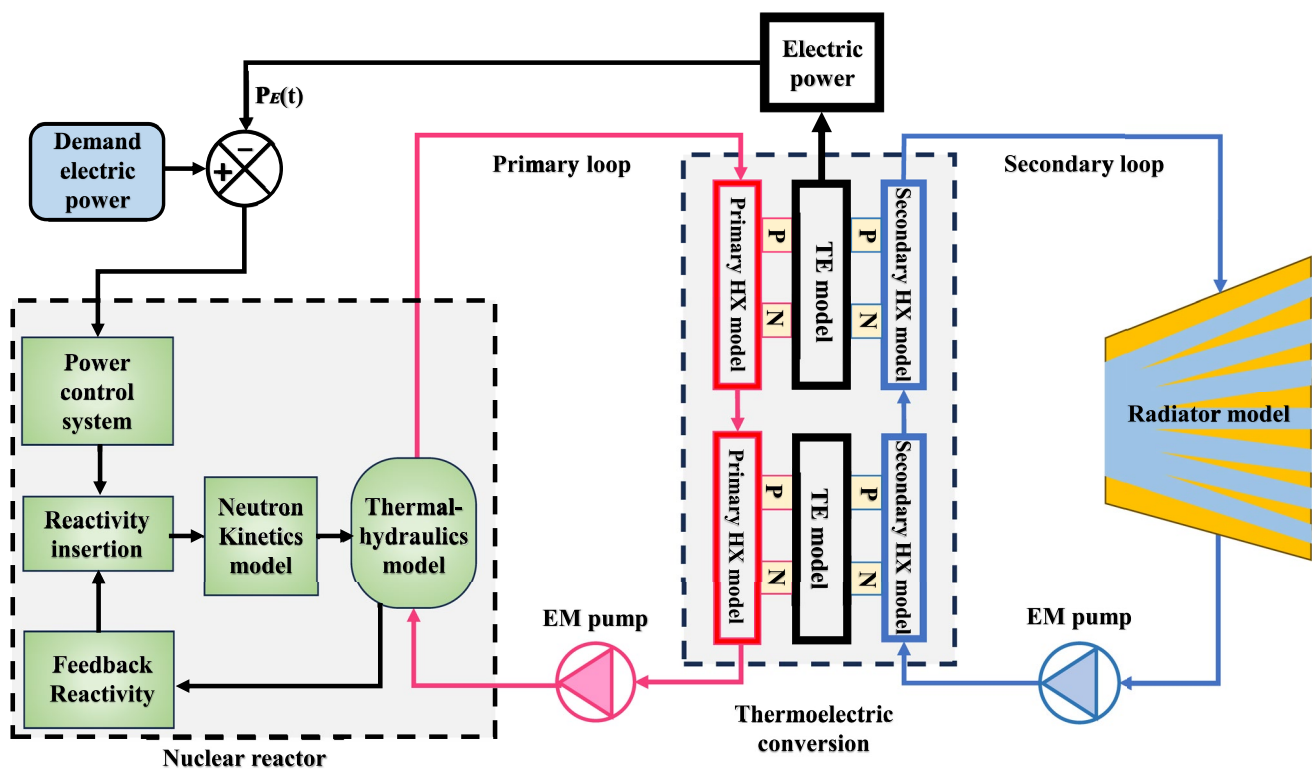 Electric
power
PE(t)
Demand
electric
power
−
+
Primary loop
Secondary loop
Primary HX model
P
N
TE model
P
N
Secondary HX model
Power
control
system
Radiator model
Primary HX model
P
N
TE model
P
N
Secondary HX model
Reactivity
insertion
Neutron
Kinetics
model
Thermal-
hydraulics
model
Feedback
Reactivity
EM pump
EM pump
Thermoelectric
conversion
Nuclear reactor